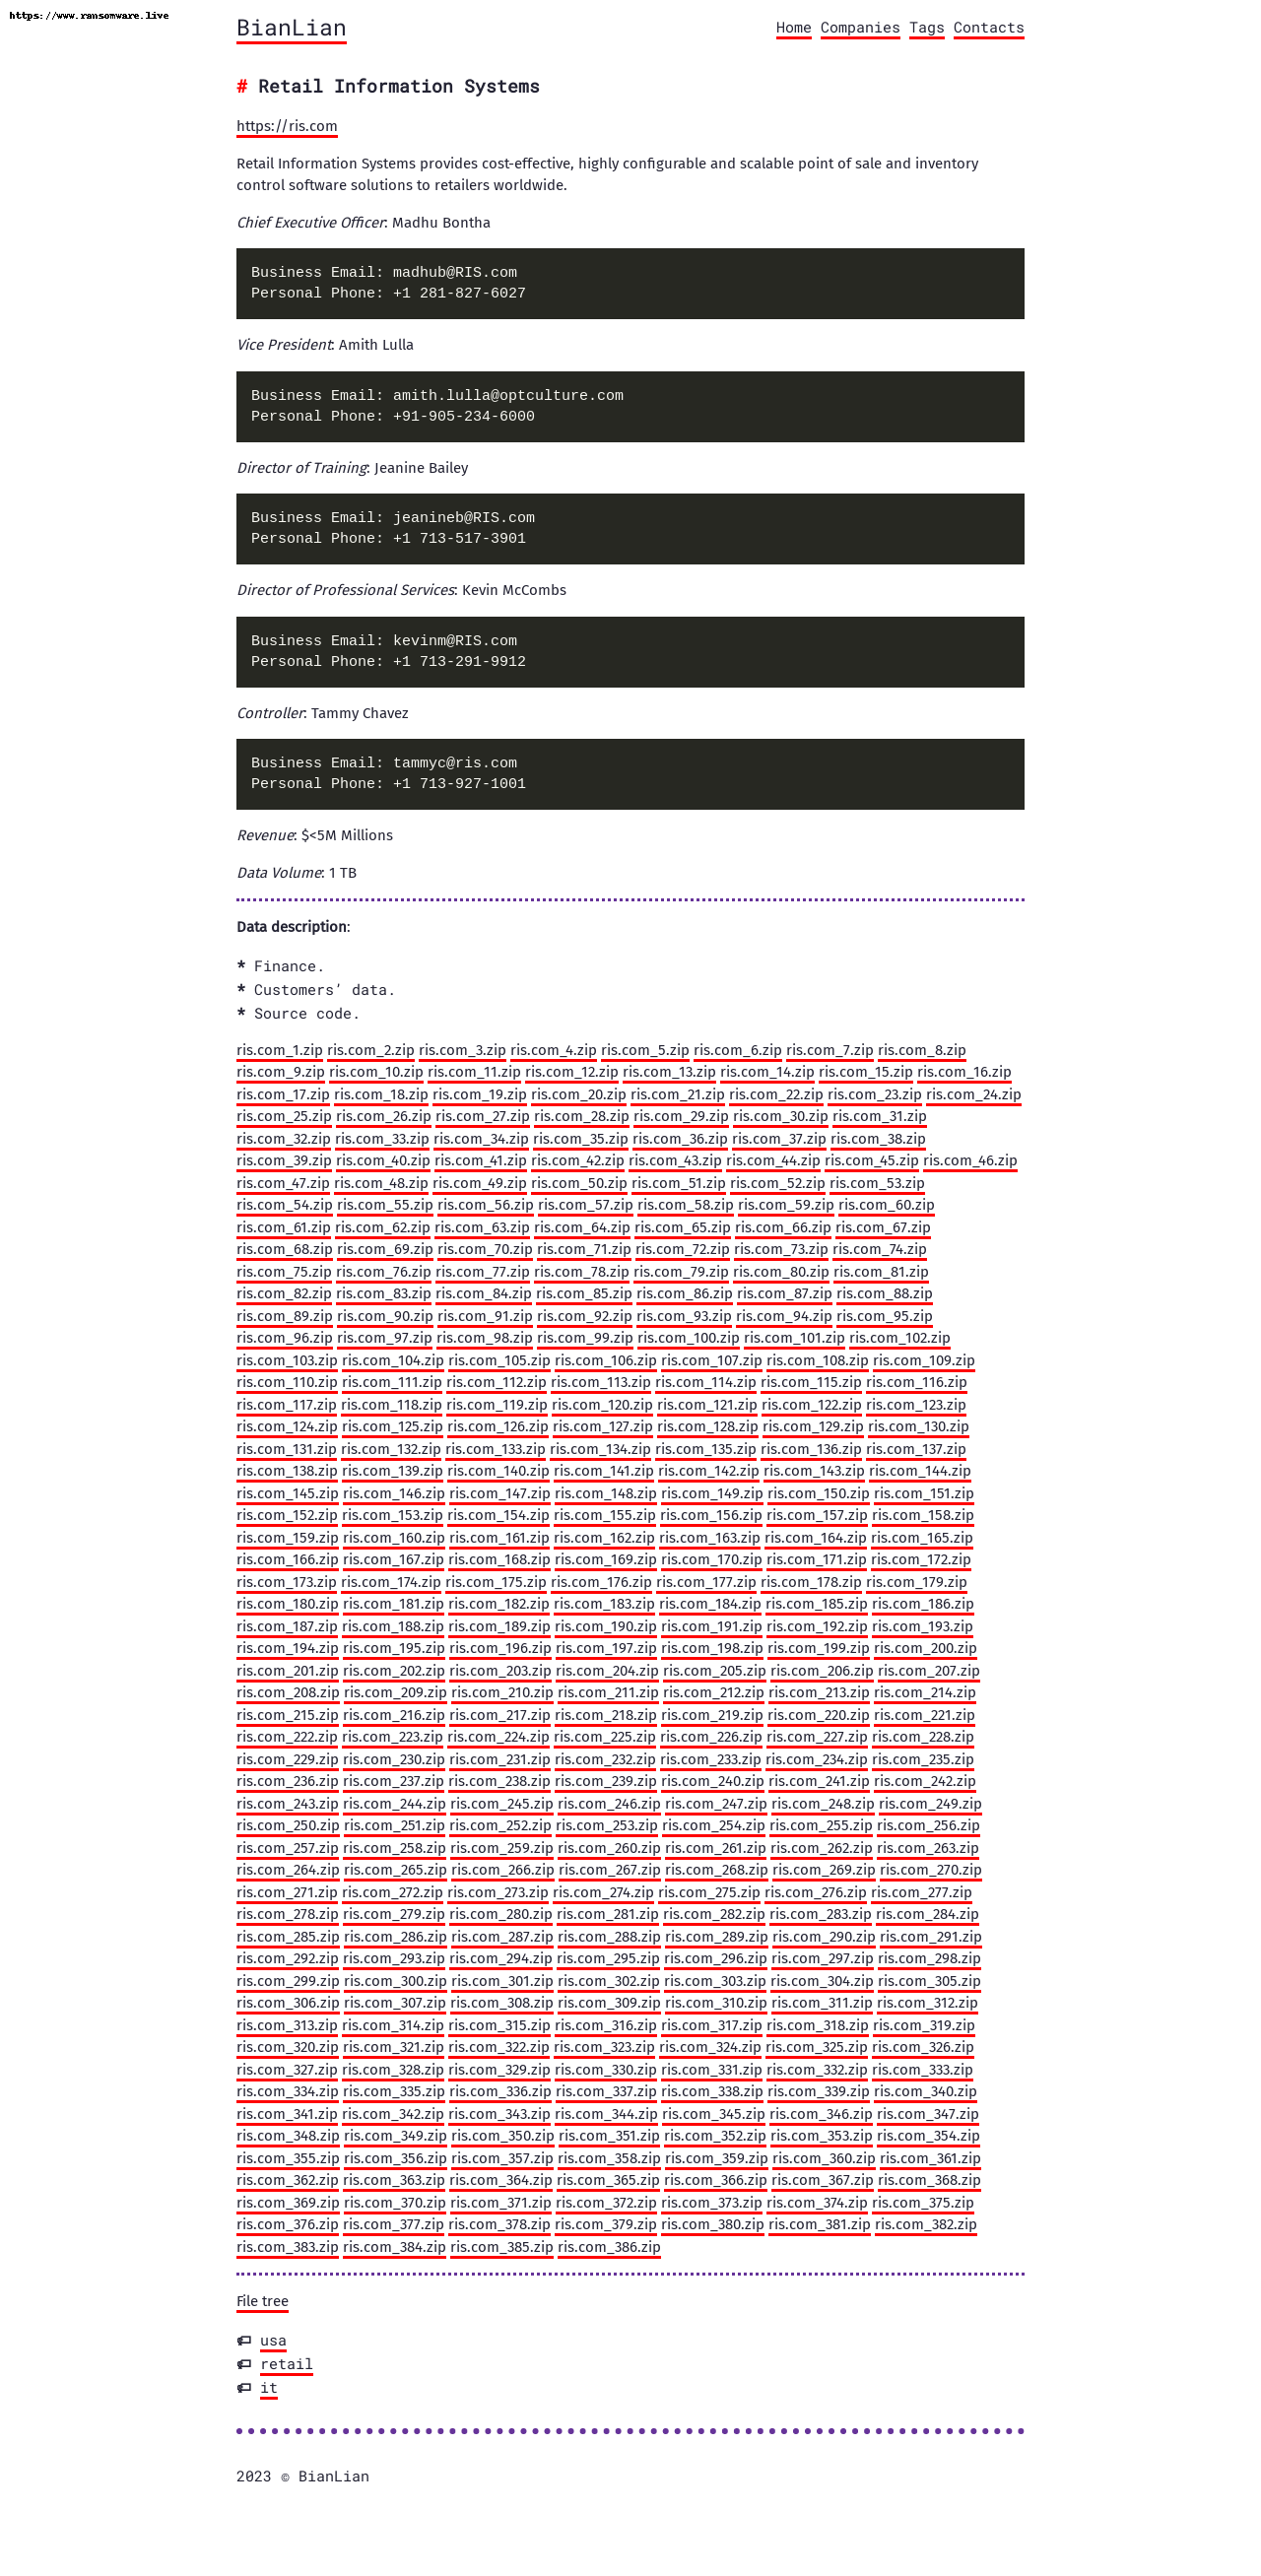 https://www.ransomware.live
BianLian
Home Companies Tags Contacts
# Retail Information Systems
https://ris.com
Retail Information Systems provides cost-effective, highly configurable and scalable point of sale and inventory
control software solutions to retailers worldwide.
Chief Executive Officer: Madhu Bontha
Business Email: madhub@RIS.com
Personal Phone: +1 281-827-6027
Vice President: Amith Lulla
Business Email: amith.lulla@optculture.com
Personal Phone: +91-905-234-6000
Director of Training: Jeanine Bailey
Business Email: jeanineb@RIS.com
Personal Phone: +1 713-517-3901
Director of Professional Services: Kevin McCombs
Business Email: kevinm@RIS.com
Personal Phone: +1 713-291-9912
Controller: Tammy Chavez
Business Email: tammyc@ris.com
Personal Phone: +1 713-927-1001
Revenue: $<5M Millions
Data Volume: 1 TB
Data description:
* Finance.
* Customers’ data.
* Source code.
ris.com_1.zip ris.com_2.zip ris.com_3.zip ris.com_4.zip ris.com_5.zip ris.com_6.zip ris.com_7.zip ris.com_8.zip
ris.com_9.zip ris.com_10.zip ris.com_11.zip ris.com_12.zip ris.com_13.zip ris.com_14.zip ris.com_15.zip ris.com_16.zip
ris.com_17.zip ris.com_18.zip ris.com_19.zip ris.com_20.zip ris.com_21.zip ris.com_22.zip ris.com_23.zip ris.com_24.zip
ris.com_25.zip ris.com_26.zip ris.com_27.zip ris.com_28.zip ris.com_29.zip ris.com_30.zip ris.com_31.zip
ris.com_32.zip ris.com_33.zip ris.com_34.zip ris.com_35.zip ris.com_36.zip ris.com_37.zip ris.com_38.zip
ris.com_39.zip ris.com_40.zip ris.com_41.zip ris.com_42.zip ris.com_43.zip ris.com_44.zip ris.com_45.zip ris.com_46.zip
ris.com_47.zip ris.com_48.zip ris.com_49.zip ris.com_50.zip ris.com_51.zip ris.com_52.zip ris.com_53.zip
ris.com_54.zip ris.com_55.zip ris.com_56.zip ris.com_57.zip ris.com_58.zip ris.com_59.zip ris.com_60.zip
ris.com_61.zip ris.com_62.zip ris.com_63.zip ris.com_64.zip ris.com_65.zip ris.com_66.zip ris.com_67.zip
ris.com_68.zip ris.com_69.zip ris.com_70.zip ris.com_71.zip ris.com_72.zip ris.com_73.zip ris.com_74.zip
ris.com_75.zip ris.com_76.zip ris.com_77.zip ris.com_78.zip ris.com_79.zip ris.com_80.zip ris.com_81.zip
ris.com_82.zip ris.com_83.zip ris.com_84.zip ris.com_85.zip ris.com_86.zip ris.com_87.zip ris.com_88.zip
ris.com_89.zip ris.com_90.zip ris.com_91.zip ris.com_92.zip ris.com_93.zip ris.com_94.zip ris.com_95.zip
ris.com_96.zip ris.com_97.zip ris.com_98.zip ris.com_99.zip ris.com_100.zip ris.com_101.zip ris.com_102.zip
ris.com_103.zip ris.com_104.zip ris.com_105.zip ris.com_106.zip ris.com_107.zip ris.com_108.zip ris.com_109.zip
ris.com_110.zip ris.com_111.zip ris.com_112.zip ris.com_113.zip ris.com_114.zip ris.com_115.zip ris.com_116.zip
ris.com_117.zip ris.com_118.zip ris.com_119.zip ris.com_120.zip ris.com_121.zip ris.com_122.zip ris.com_123.zip
ris.com_124.zip ris.com_125.zip ris.com_126.zip ris.com_127.zip ris.com_128.zip ris.com_129.zip ris.com_130.zip
ris.com_131.zip ris.com_132.zip ris.com_133.zip ris.com_134.zip ris.com_135.zip ris.com_136.zip ris.com_137.zip
ris.com_138.zip ris.com_139.zip ris.com_140.zip ris.com_141.zip ris.com_142.zip ris.com_143.zip ris.com_144.zip
ris.com_145.zip ris.com_146.zip ris.com_147.zip ris.com_148.zip ris.com_149.zip ris.com_150.zip ris.com_151.zip
ris.com_152.zip ris.com_153.zip ris.com_154.zip ris.com_155.zip ris.com_156.zip ris.com_157.zip ris.com_158.zip
ris.com_159.zip ris.com_160.zip ris.com_161.zip ris.com_162.zip ris.com_163.zip ris.com_164.zip ris.com_165.zip
ris.com_166.zip ris.com_167.zip ris.com_168.zip ris.com_169.zip ris.com_170.zip ris.com_171.zip ris.com_172.zip
ris.com_173.zip ris.com_174.zip ris.com_175.zip ris.com_176.zip ris.com_177.zip ris.com_178.zip ris.com_179.zip
ris.com_180.zip ris.com_181.zip ris.com_182.zip ris.com_183.zip ris.com_184.zip ris.com_185.zip ris.com_186.zip
ris.com_187.zip ris.com_188.zip ris.com_189.zip ris.com_190.zip ris.com_191.zip ris.com_192.zip ris.com_193.zip
ris.com_194.zip ris.com_195.zip ris.com_196.zip ris.com_197.zip ris.com_198.zip ris.com_199.zip ris.com_200.zip
ris.com_201.zip ris.com_202.zip ris.com_203.zip ris.com_204.zip ris.com_205.zip ris.com_206.zip ris.com_207.zip
ris.com_208.zip ris.com_209.zip ris.com_210.zip ris.com_211.zip ris.com_212.zip ris.com_213.zip ris.com_214.zip
ris.com_215.zip ris.com_216.zip ris.com_217.zip ris.com_218.zip ris.com_219.zip ris.com_220.zip ris.com_221.zip
ris.com_222.zip ris.com_223.zip ris.com_224.zip ris.com_225.zip ris.com_226.zip ris.com_227.zip ris.com_228.zip
ris.com_229.zip ris.com_230.zip ris.com_231.zip ris.com_232.zip ris.com_233.zip ris.com_234.zip ris.com_235.zip
ris.com_236.zip ris.com_237.zip ris.com_238.zip ris.com_239.zip ris.com_240.zip ris.com_241.zip ris.com_242.zip
ris.com_243.zip ris.com_244.zip ris.com_245.zip ris.com_246.zip ris.com_247.zip ris.com_248.zip ris.com_249.zip
ris.com_250.zip ris.com_251.zip ris.com_252.zip ris.com_253.zip ris.com_254.zip ris.com_255.zip ris.com_256.zip
ris.com_257.zip ris.com_258.zip ris.com_259.zip ris.com_260.zip ris.com_261.zip ris.com_262.zip ris.com_263.zip
ris.com_264.zip ris.com_265.zip ris.com_266.zip ris.com_267.zip ris.com_268.zip ris.com_269.zip ris.com_270.zip
ris.com_271.zip ris.com_272.zip ris.com_273.zip ris.com_274.zip ris.com_275.zip ris.com_276.zip ris.com_277.zip
ris.com_278.zip ris.com_279.zip ris.com_280.zip ris.com_281.zip ris.com_282.zip ris.com_283.zip ris.com_284.zip
ris.com_285.zip ris.com_286.zip ris.com_287.zip ris.com_288.zip ris.com_289.zip ris.com_290.zip ris.com_291.zip
ris.com_292.zip ris.com_293.zip ris.com_294.zip ris.com_295.zip ris.com_296.zip ris.com_297.zip ris.com_298.zip
ris.com_299.zip ris.com_300.zip ris.com_301.zip ris.com_302.zip ris.com_303.zip ris.com_304.zip ris.com_305.zip
ris.com_306.zip ris.com_307.zip ris.com_308.zip ris.com_309.zip ris.com_310.zip ris.com_311.zip ris.com_312.zip
ris.com_313.zip ris.com_314.zip ris.com_315.zip ris.com_316.zip ris.com_317.zip ris.com_318.zip ris.com_319.zip
ris.com_320.zip ris.com_321.zip ris.com_322.zip ris.com_323.zip ris.com_324.zip ris.com_325.zip ris.com_326.zip
ris.com_327.zip ris.com_328.zip ris.com_329.zip ris.com_330.zip ris.com_331.zip ris.com_332.zip ris.com_333.zip
ris.com_334.zip ris.com_335.zip ris.com_336.zip ris.com_337.zip ris.com_338.zip ris.com_339.zip ris.com_340.zip
ris.com_341.zip ris.com_342.zip ris.com_343.zip ris.com_344.zip ris.com_345.zip ris.com_346.zip ris.com_347.zip
ris.com_348.zip ris.com_349.zip ris.com_350.zip ris.com_351.zip ris.com_352.zip ris.com_353.zip ris.com_354.zip
ris.com_355.zip ris.com_356.zip ris.com_357.zip ris.com_358.zip ris.com_359.zip ris.com_360.zip ris.com_361.zip
ris.com_362.zip ris.com_363.zip ris.com_364.zip ris.com_365.zip ris.com_366.zip ris.com_367.zip ris.com_368.zip
ris.com_369.zip ris.com_370.zip ris.com_371.zip ris.com_372.zip ris.com_373.zip ris.com_374.zip ris.com_375.zip
ris.com_376.zip ris.com_377.zip ris.com_378.zip ris.com_379.zip ris.com_380.zip ris.com_381.zip ris.com_382.zip
ris.com_383.zip ris.com_384.zip ris.com_385.zip ris.com_386.zip
File tree
usa
retail
it
2023 © BianLian